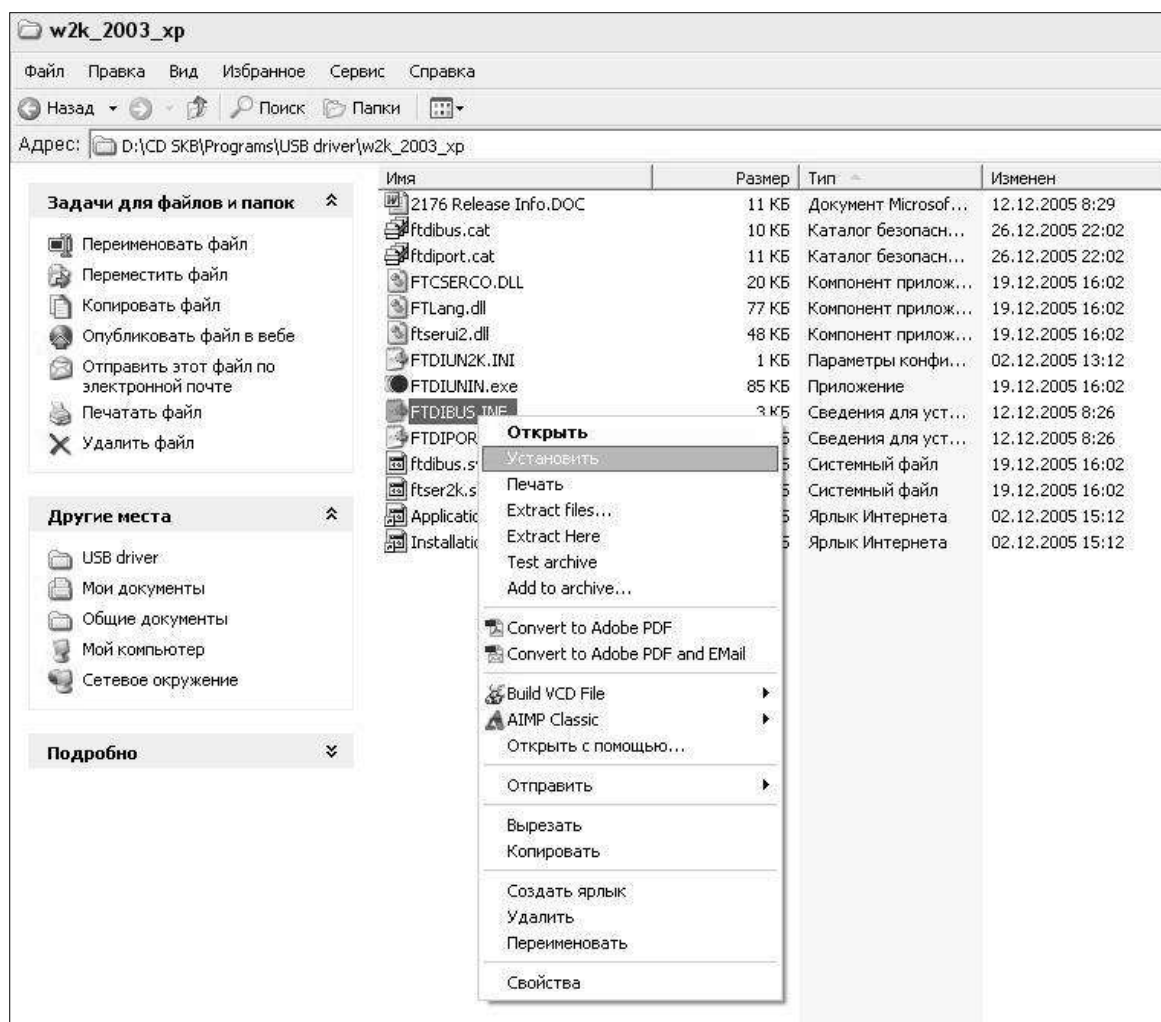 w2k_2003_xp
Файл Правка Вид Избранное Сервис Справка
Назад Поиск Папки
Адрес: D:\CD SKB\Programs\USB driver\w2k_2003_xp
Задачи для файлов и папок
Переименовать файл
Переместить файл
Копировать файл
Опубликовать файл в вебе
Отправить этот файл по
электронной почте
Печатать файл
Удалить файл
Другие места
USB driver
Мои документы
Общие документы
Мой компьютер
Сетевое окружение
Подробно
Имя Размер Тип Изменен
2176 Release Info.DOC 11 КБ Документ Microsof... 12.12.2005 8:29
ftdibus.cat 10 КБ Каталог безопасн... 26.12.2005 22:02
ftdiport.cat 11 КБ Каталог безопасн... 26.12.2005 22:02
FTCSERCO.DLL 20 КБ Компонент прилож... 19.12.2005 16:02
FTLang.dll 77 КБ Компонент прилож... 19.12.2005 16:02
ftserui2.dll 48 КБ Компонент прилож... 19.12.2005 16:02
FTDIUN2K.INI 1 КБ Параметры конфи... 02.12.2005 13:12
FTDIUNIN.exe 85 КБ Приложение 19.12.2005 16:02
FTDIBUS.INF 3 КБ Сведения для уст... 12.12.2005 8:26
FTDIPOR Сведения для уст... 12.12.2005 8:26
ftdibus.s Системный файл 19.12.2005 16:02
ftser2k.s Системный файл 19.12.2005 16:02
Applicatio Ярлык Интернета 02.12.2005 15:12
Installatio Ярлык Интернета 02.12.2005 15:12
Открыть
Установить
Печать
Extract files...
Extract Here
Test archive
Add to archive...
Convert to Adobe PDF
Convert to Adobe PDF and EMail
Build VCD File
AIMP Classic
Открыть с помощью...
Отправить
Вырезать
Копировать
Создать ярлык
Удалить
Переименовать
Свойства